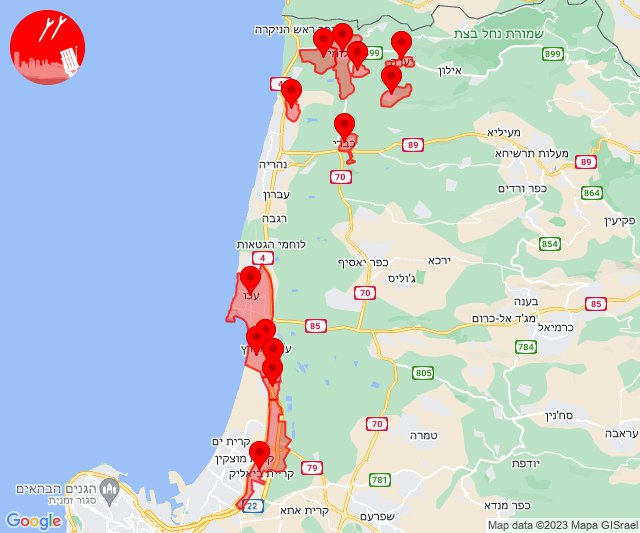 ראש הניקרה
שמורת נחל בצת
899
899
אילון
4
מעיליא
89
מעלות תרשיחא
89
כברי
נהריה
70
כפר ורדים
864
עברון
רגבה
פקיעין
לוחמי הגטאות
854
4
כפר יאסיף
ירכא
ג'וליס
70
עכו
בענה
85
מג'ד אל-כרום
85
כרמיאל
784
805
סח'נין
70
קרית ים
טמרה
עראבה
קרית מוצקין
יודפת
79
קריית ביאליק
781
הגנים הבהאים
סגור זמנית
22
קרית אתא
שפרעם
כפר מנדא
Google
Map data ©2023 Mapa GISrael